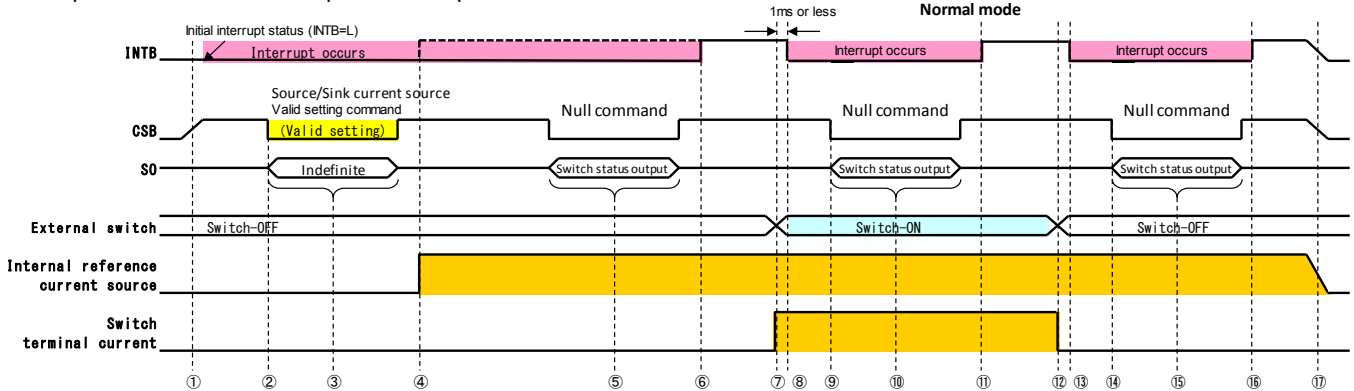 1ms or less
Normal mode
Initial interrupt status (INTB=L)
INTB
Interrupt occurs
Interrupt occurs
Interrupt occurs
Source/Sink current source
Valid setting command
(Valid setting)
Null command
Null command
Null command
CSB
SO
Indefinite
Switch status output
Switch status output
Switch status output
External switch
Switch-OFF
Switch-ON
Switch-OFF
Internal reference
current source
Switch
terminal current
① ② ③ ④ ⑤ ⑥ ⑦ ⑧ ⑨ ⑩ ⑪ ⑫ ⑬ ⑭ ⑮ ⑯ ⑰